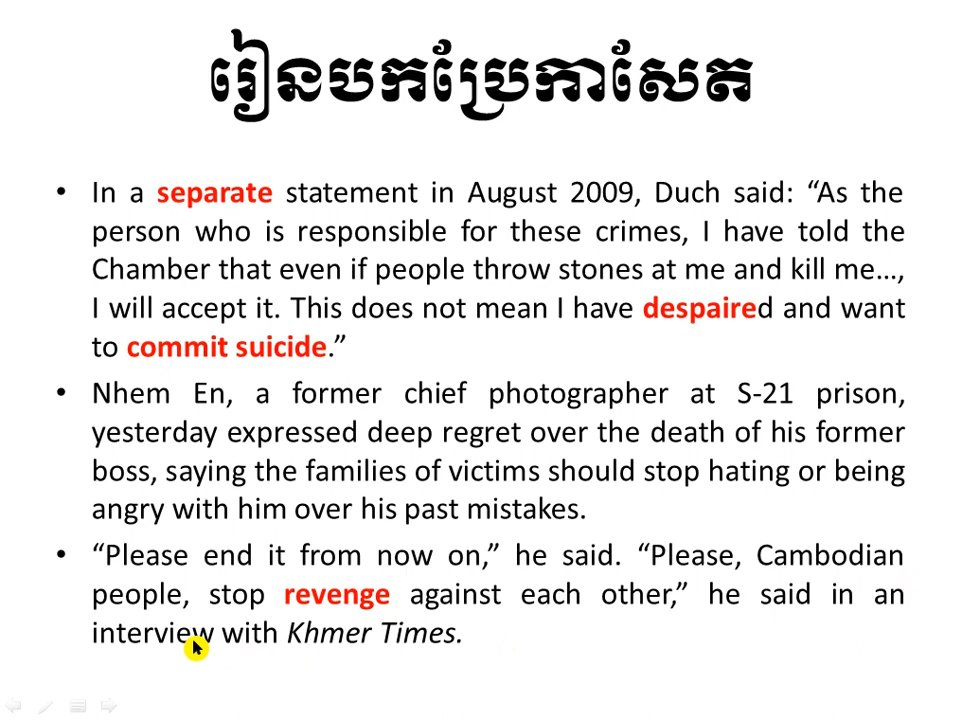 រៀនបកប្រែកាសែត
• In a separate statement in August 2009, Duch said: “As the
person who is responsible for these crimes, I have told the
Chamber that even if people throw stones at me and kill me…,
I will accept it. This does not mean I have despaired and want
to commit suicide.”
• Nhem En, a former chief photographer at S-21 prison,
yesterday expressed deep regret over the death of his former
boss, saying the families of victims should stop hating or being
angry with him over his past mistakes.
• “Please end it from now on,” he said. “Please, Cambodian
people, stop revenge against each other,” he said in an
interview with Khmer Times.